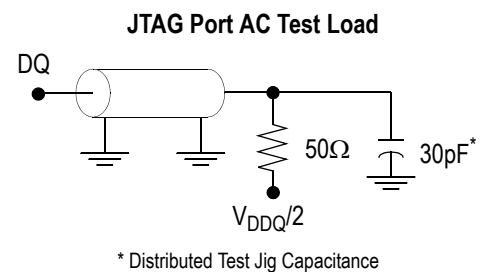 JTAG Port AC Test Load
DQ
50Ω
30pF*
VDDQ/2
* Distributed Test Jig Capacitance